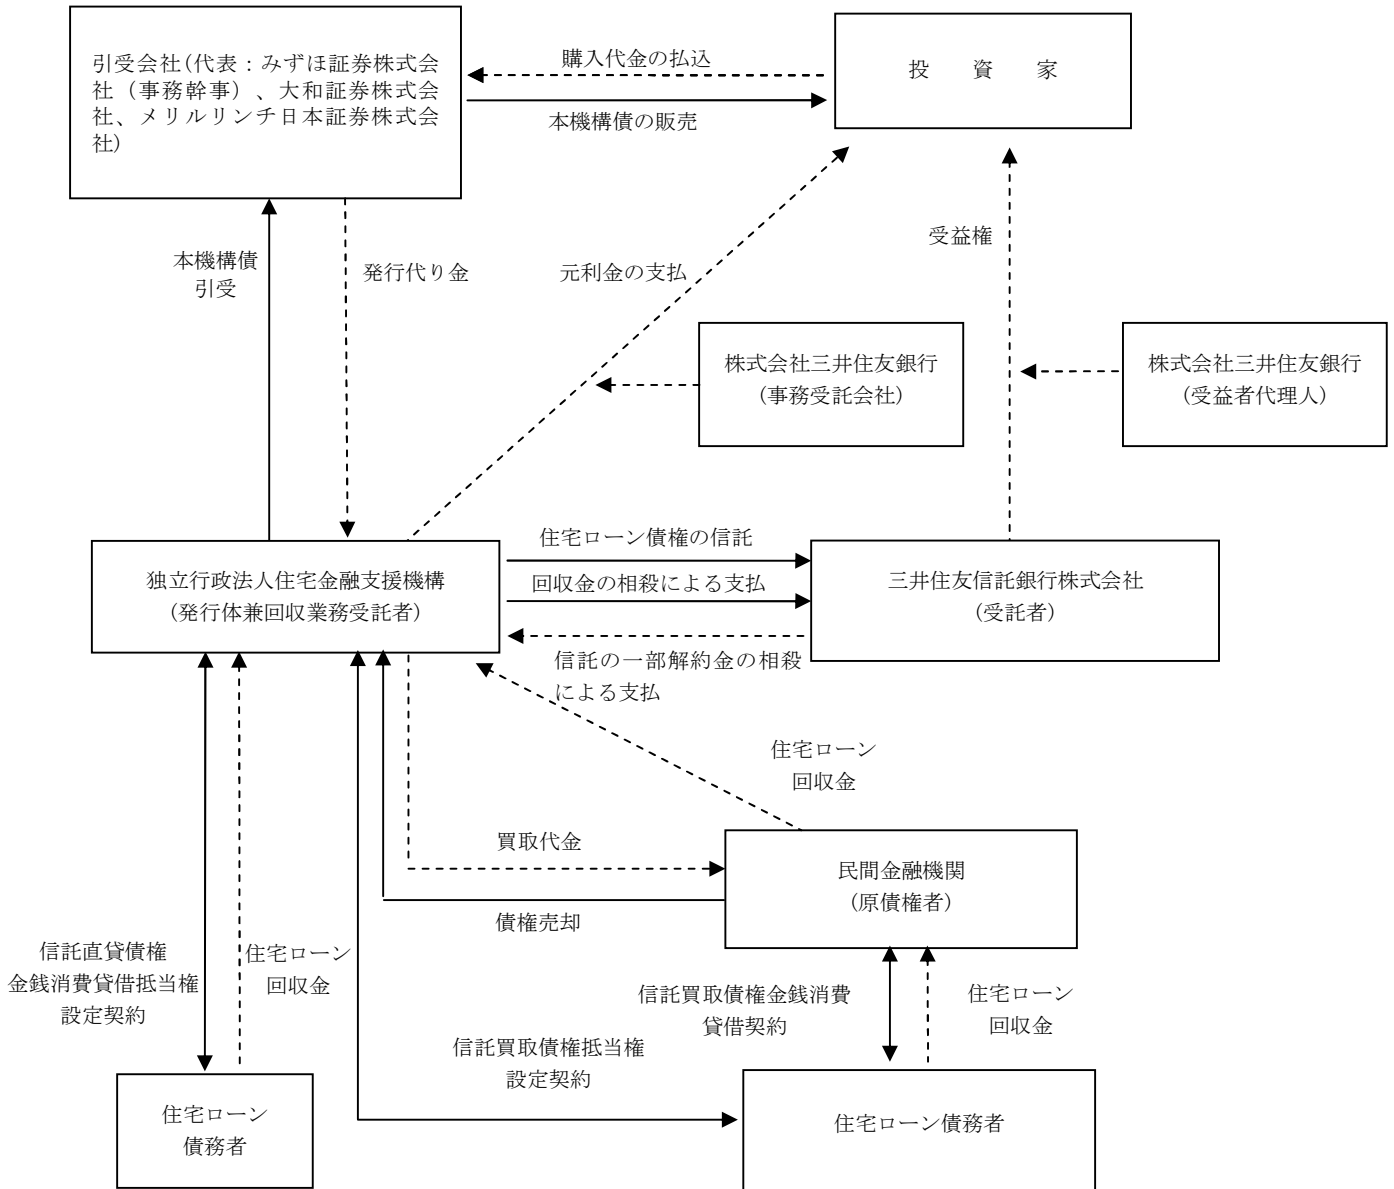 引受会社（代表：みずほ証券株式会
社（事務幹事）、大和証券株式会
社、メリルリンチ日本証券株式会
社）
購入代金の払込
本機構債の販売
投　資　家
本機構債
引受
発行代り金
元利金の支払
受益権
株式会社三井住友銀行
（事務受託会社）
株式会社三井住友銀行
（受益者代理人）
独立行政法人住宅金融支援機構
（発行体兼回収業務受託者）
住宅ローン債権の信託
回収金の相殺による支払
信託の一部解約金の相殺
による支払
三井住友信託銀行株式会社
（受託者）
住宅ローン
回収金
買取代金
債権売却
民間金融機関
（原債権者）
信託直貸債権
金銭消費貸借抵当権
設定契約
住宅ローン
回収金
信託買取債権金銭消費
貸借契約
住宅ローン
回収金
信託買取債権抵当権
設定契約
住宅ローン
債務者
住宅ローン債務者